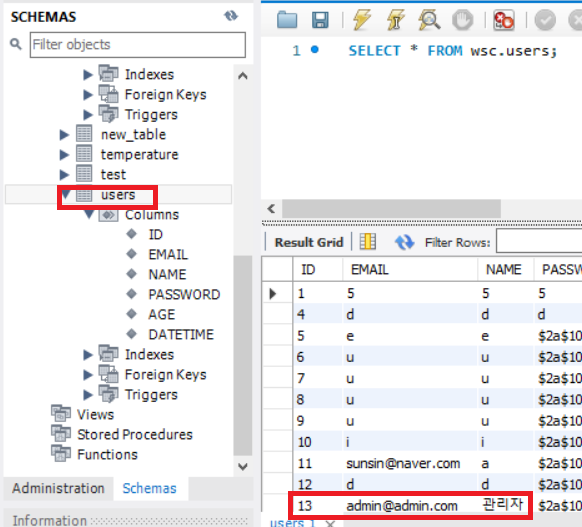 SCHEMAS
Filter objects
Indexes
Foreign Keys
Triggers
new_table
temperature
test
users
Columns
ID
EMAIL
NAME
PASSWORD
AGE
DATETIME
Indexes
Foreign Keys
Triggers
Views
Stored Procedures
Functions
Administration Schemas
Information
1 SELECT * FROM wsc.users;
Result Grid Filter Rows:
ID EMAIL NAME PASSW
1 5 5 5
4 d d d
5 e e $2a$10
6 u u $2a$10
7 u u $2a$10
8 u u $2a$10
9 u u $2a$10
10 i i $2a$10
11 sunsin@naver.com a $2a$10
12 d d $2a$10
13 admin@admin.com 관리자 $2a$10
users 1